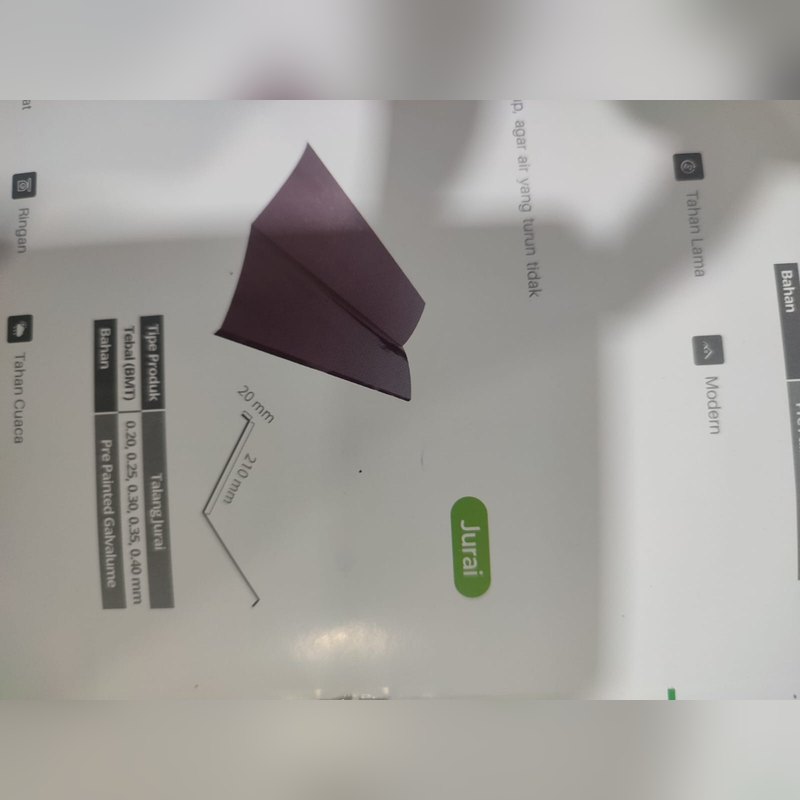 Bahan
Tahan Lama Modern
agar air yang turun tidak
Jurai
20 mm
210 mm
Tipe Produk Talang Jurai
Tebal (BMT) 0.20, 0.25, 0.30, 0.35, 0.40 mm
Bahan Pre Painted Galvalume
Ringan Tahan Cuaca